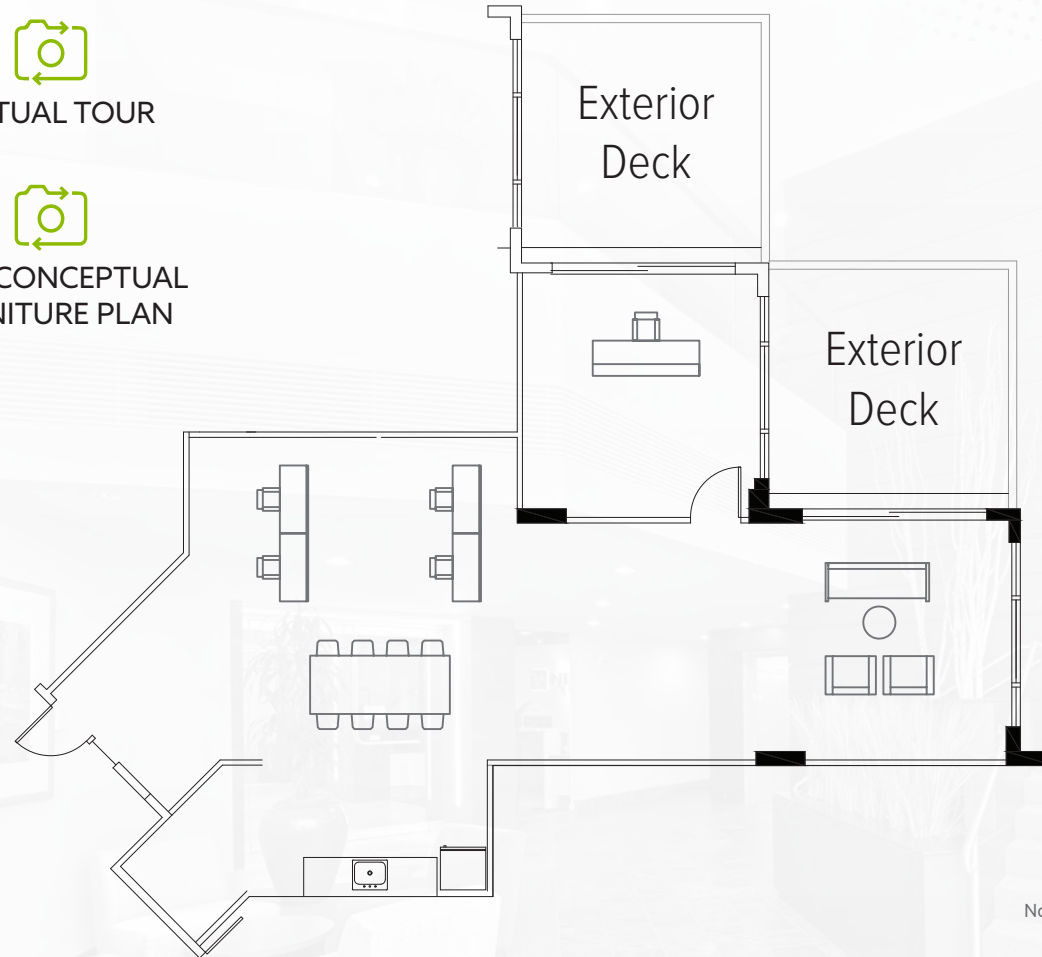 TUAL TOUR
CONCEPTUAL
NITURE PLAN
Exterior
Deck
Exterior
Deck
No